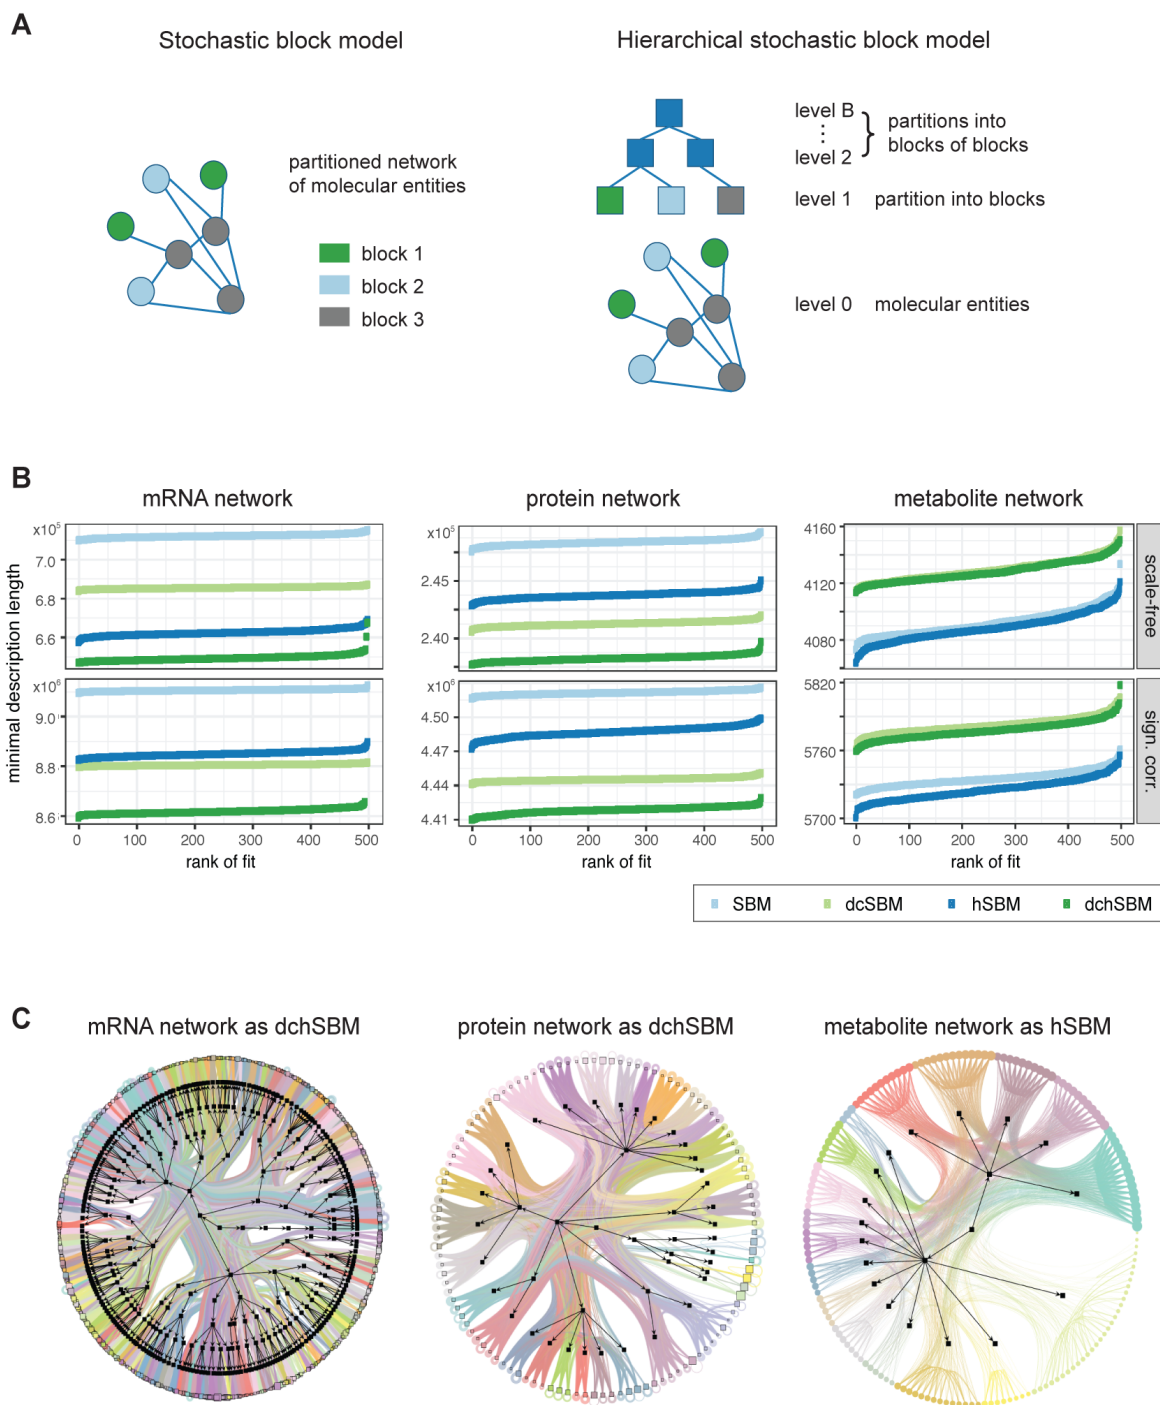 A
Stochastic block model
Hierarchical stochastic block model
partitioned network
of molecular entities
block 1
block 2
block 3
level B
⋮
level 2
partitions into
blocks of blocks
level 1 partition into blocks
level 0 molecular entities
B
mRNA network
protein network
metabolite network
minimal description length
x10⁵
7.0
6.8
6.6
x10⁶
9.0
8.8
8.6
0 100 200 300 400 500
rank of fit
x10⁵
2.45
2.40
x10⁶
4.50
4.47
4.44
4.41
0 100 200 300 400 500
rank of fit
4160
4120
4080
5820
5760
5700
0 100 200 300 400 500
rank of fit
scale-free
sign. corr.
SBM dcSBM hSBM dchSBM
C
mRNA network as dchSBM
protein network as dchSBM
metabolite network as hSBM